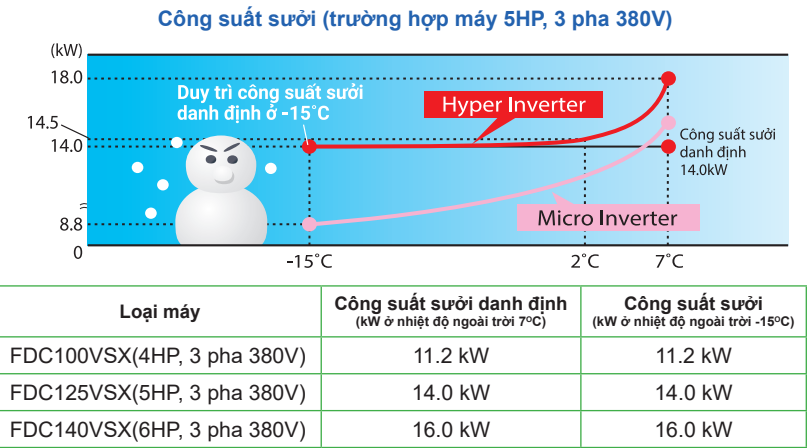 Công suất sưởi (trường hợp máy 5HP, 3 pha 380V)
(kW)
18.0
14.5
14.0
8.8
0
Duy trì công suất sưởi
danh định ở -15°C
Hyper Inverter
Công suất sưởi
danh định
14.0kW
Micro Inverter
-15°C
2°C
7°C
Loại máy
Công suất sưởi danh định
(kW ở nhiệt độ ngoài trời 7ºC)
Công suất sưởi
(kW ở nhiệt độ ngoài trời -15ºC)
FDC100VSX(4HP, 3 pha 380V)
11.2 kW
11.2 kW
FDC125VSX(5HP, 3 pha 380V)
14.0 kW
14.0 kW
FDC140VSX(6HP, 3 pha 380V)
16.0 kW
16.0 kW